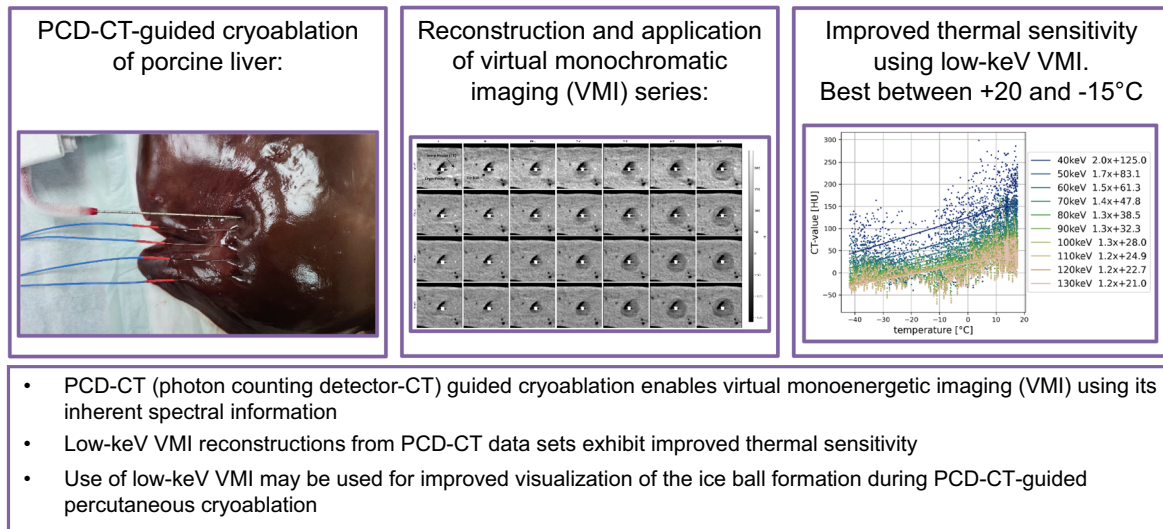 PCD-CT-guided cryoablation
of porcine liver:
Reconstruction and application
of virtual monochromatic
imaging (VMI) series:
Improved thermal sensitivity
using low-keV VMI.
Best between +20 and -15°C
300
250
200
150
100
50
0
−50
CT-value [HU]
−40
−30
−20
−10
0
10
20
temperature [°C]
40keV 2.0x+125.0
50keV 1.7x+83.1
60keV 1.5x+61.3
70keV 1.4x+47.8
80keV 1.3x+38.5
90keV 1.3x+32.3
100keV 1.3x+28.0
110keV 1.2x+24.9
120keV 1.2x+22.7
130keV 1.2x+21.0
• PCD-CT (photon counting detector-CT) guided cryoablation enables virtual monoenergetic imaging (VMI) using its
inherent spectral information
• Low-keV VMI reconstructions from PCD-CT data sets exhibit improved thermal sensitivity
• Use of low-keV VMI may be used for improved visualization of the ice ball formation during PCD-CT-guided
percutaneous cryoablation